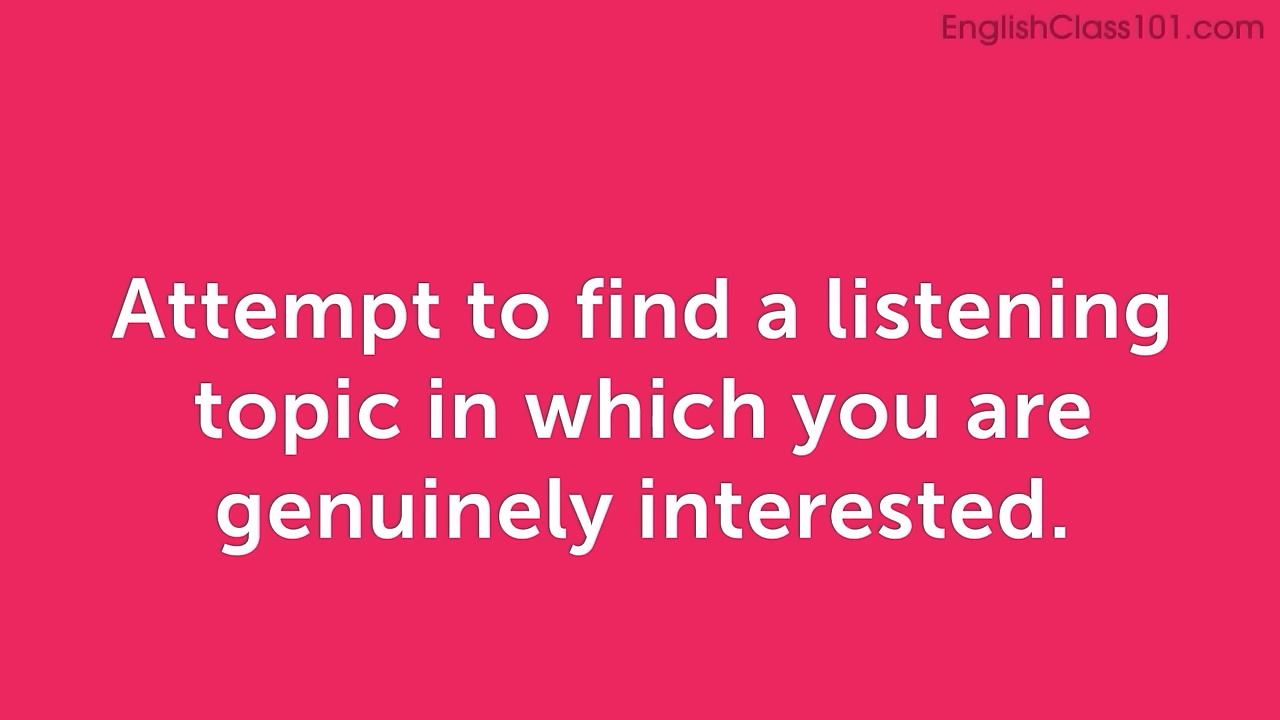 EnglishClass101.com
Attempt to find a listening
topic in which you are
genuinely interested.